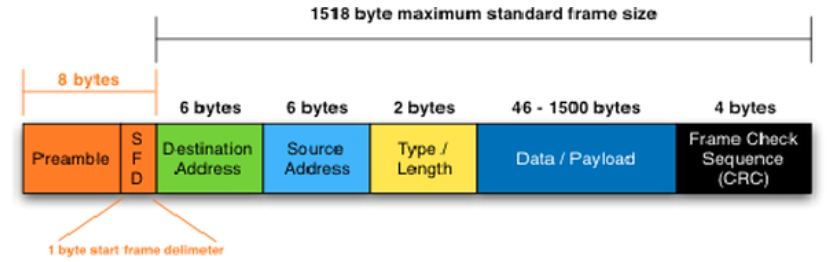 1518 byte maximum standard frame size
8 bytes
6 bytes
6 bytes
2 bytes
46 - 1500 bytes
4 bytes
Preamble
S
F
D
Destination
Address
Source
Address
Type /
Length
Data / Payload
Frame Check
Sequence
(CRC)
1 byte start frame delimeter